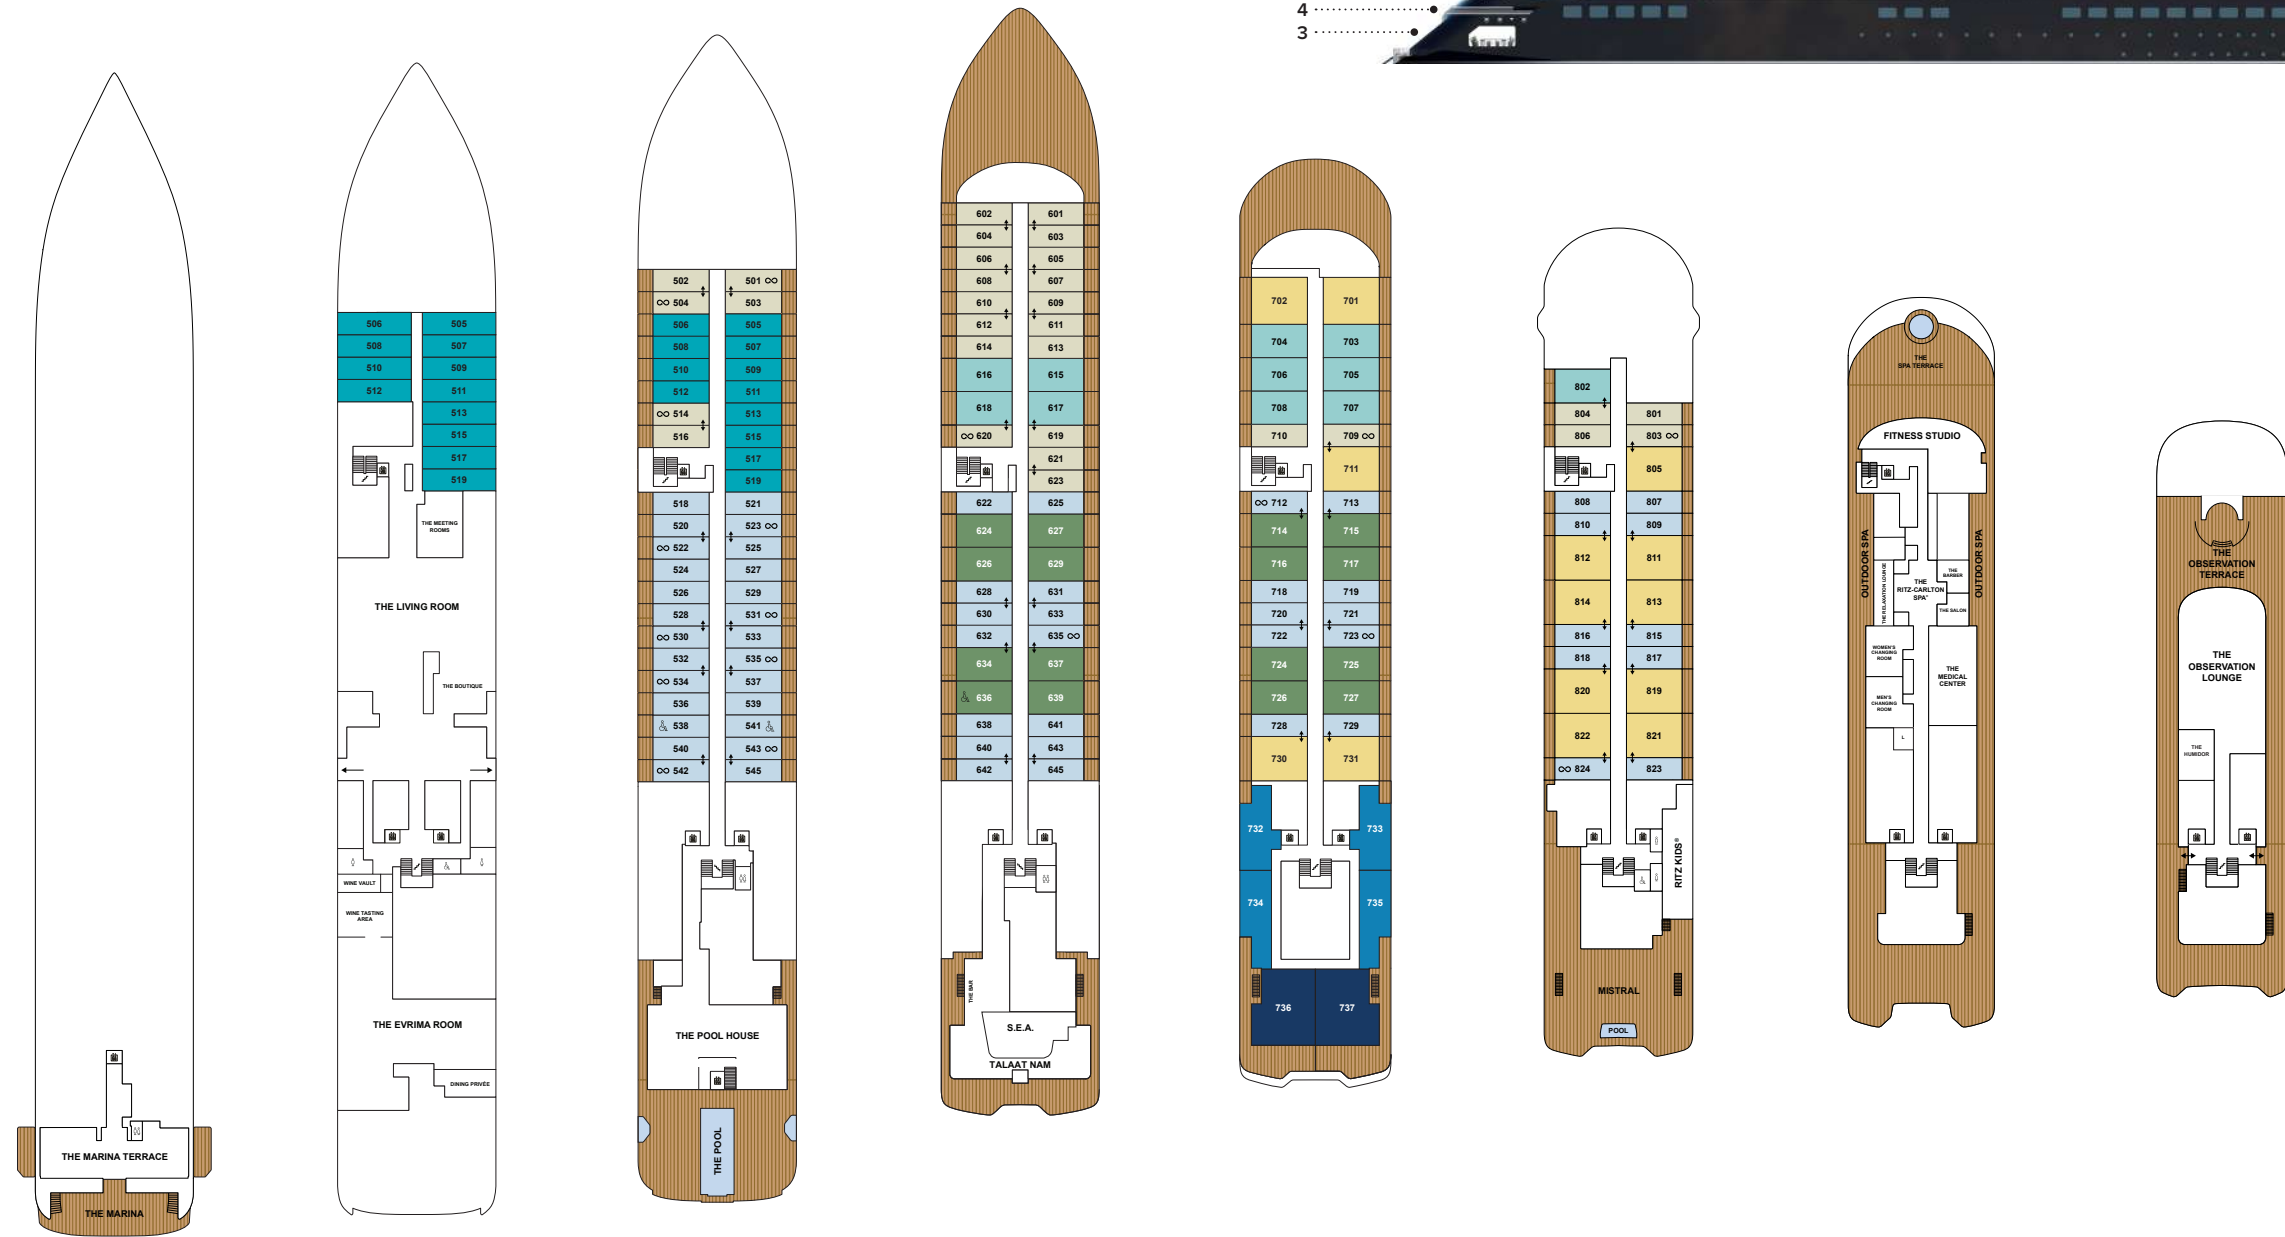 4
3
THE MARINA TERRACE
THE MARINA
506 505
508 507
510 509
512 511
513
515
517
519
THE MEETING
ROOMS
THE LIVING ROOM
THE BOUTIQUE
WINE VAULT
WINE TASTING
AREA
THE EVRIMA ROOM
DINING PRIVÉE
502 501 ∞
∞ 504 503
506 505
508 507
510 509
512 511
∞ 514 513
516 515
517
519
518 521
520 523 ∞
∞ 522 525
524 527
526 529
528 531 ∞
∞ 530 533
532 535 ∞
∞ 534 537
536 539
538 541
540 543 ∞
∞ 542 545
THE POOL HOUSE
THE POOL
602 601
604 603
606 605
608 607
610 609
612 611
614 613
616 615
618 617
∞ 620 619
621
623
622 625
624 627
626 629
628 631
630 633
632 635 ∞
634 637
636 639
638 641
640 643
642 645
THE BAR
S.E.A.
TALAAT NAM
702 701
704 703
706 705
708 707
710 709 ∞
711
∞ 712 713
714 715
716 717
718 719
720 721
722 723 ∞
724 725
726 727
728 729
730 731
732 733
734 735
736 737
802
804 801
806 803 ∞
805
808 807
810 809
812 811
814 813
816 815
818 817
820 819
822 821
∞ 824 823
RITZ KIDS®
MISTRAL
POOL
THE
SPA TERRACE
FITNESS STUDIO
OUTDOOR SPA
OUTDOOR SPA
THE RELAXATION LOUNGE
THE
RITZ-CARLTON
SPA®
THE
BARBER
THE SALON
WOMEN'S
CHANGING
ROOM
MEN'S
CHANGING
ROOM
THE
MEDICAL
CENTER
L
THE
OBSERVATION
TERRACE
THE
OBSERVATION
LOUNGE
THE
HUMIDOR